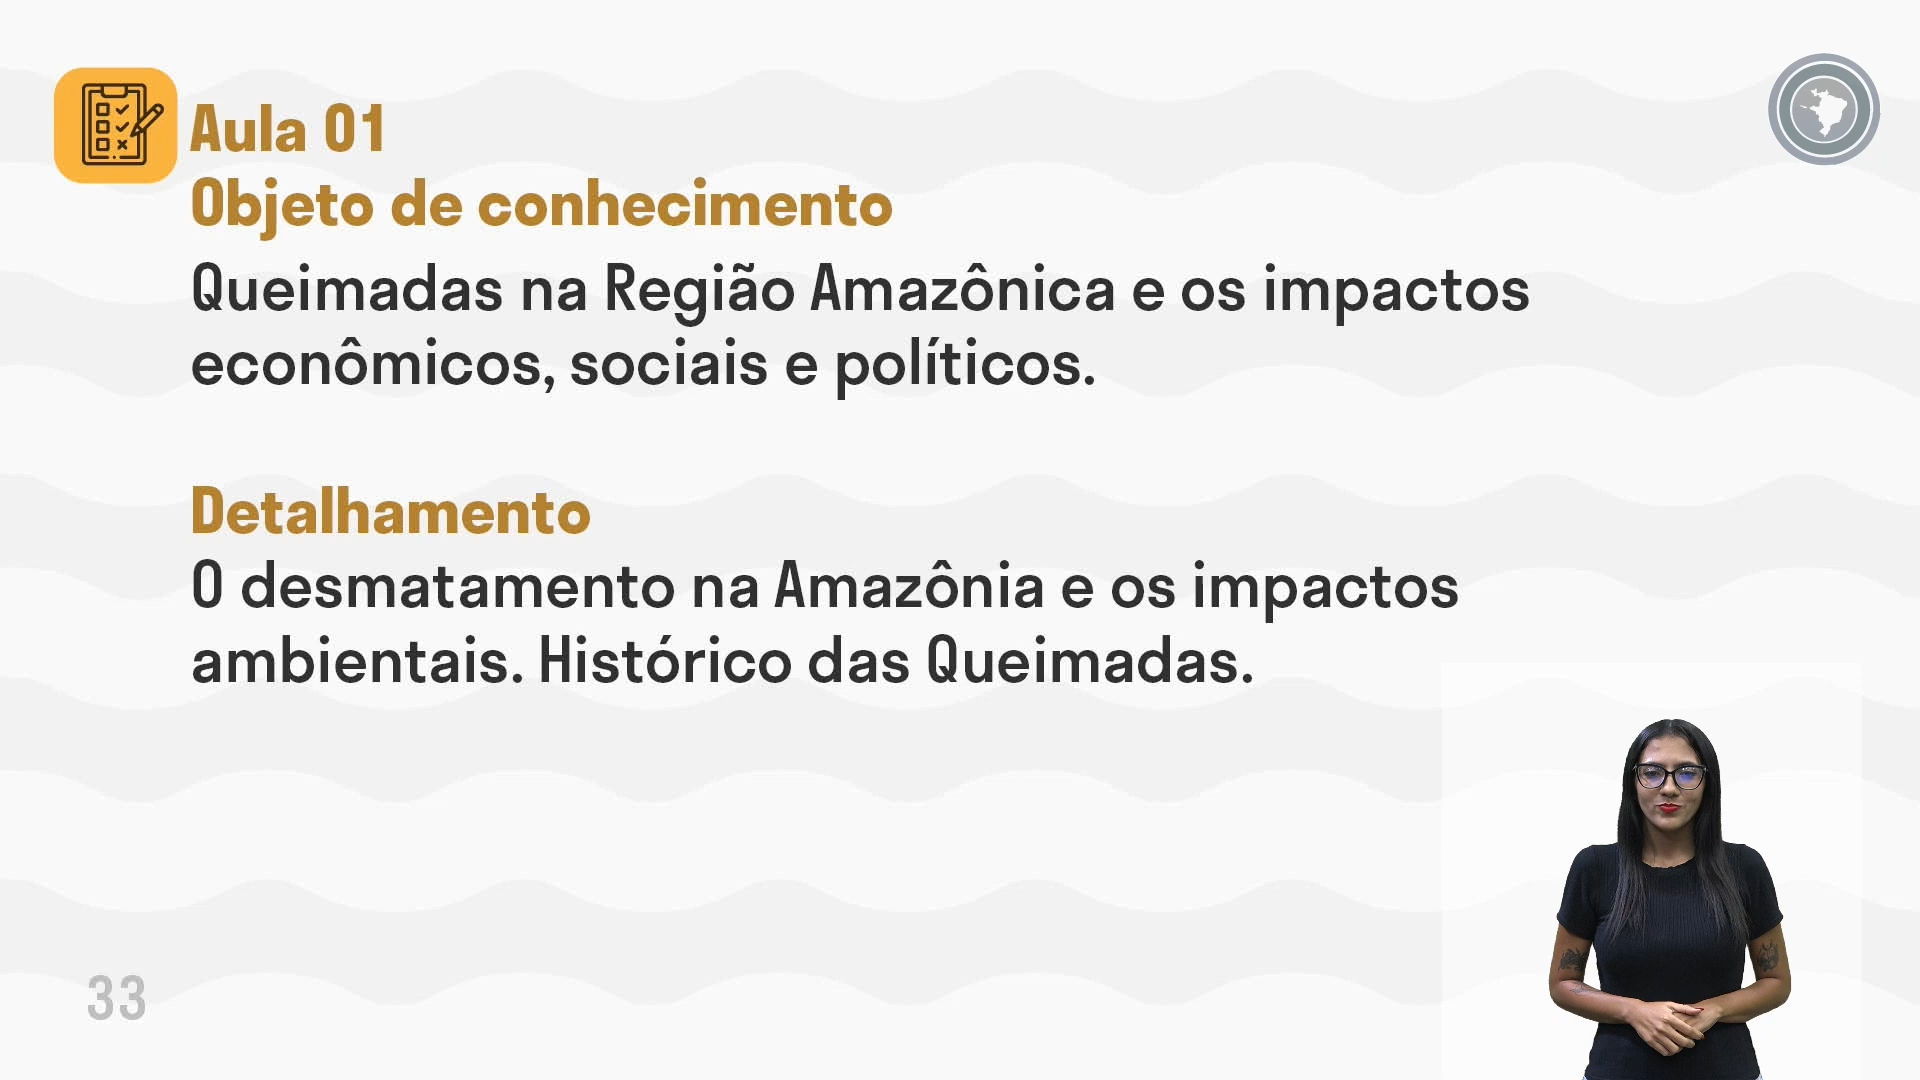 Aula 01
Objeto de conhecimento
Queimadas na Região Amazônica e os impactos
econômicos, sociais e políticos.
Detalhamento
O desmatamento na Amazônia e os impactos
ambientais. Histórico das Queimadas.
33